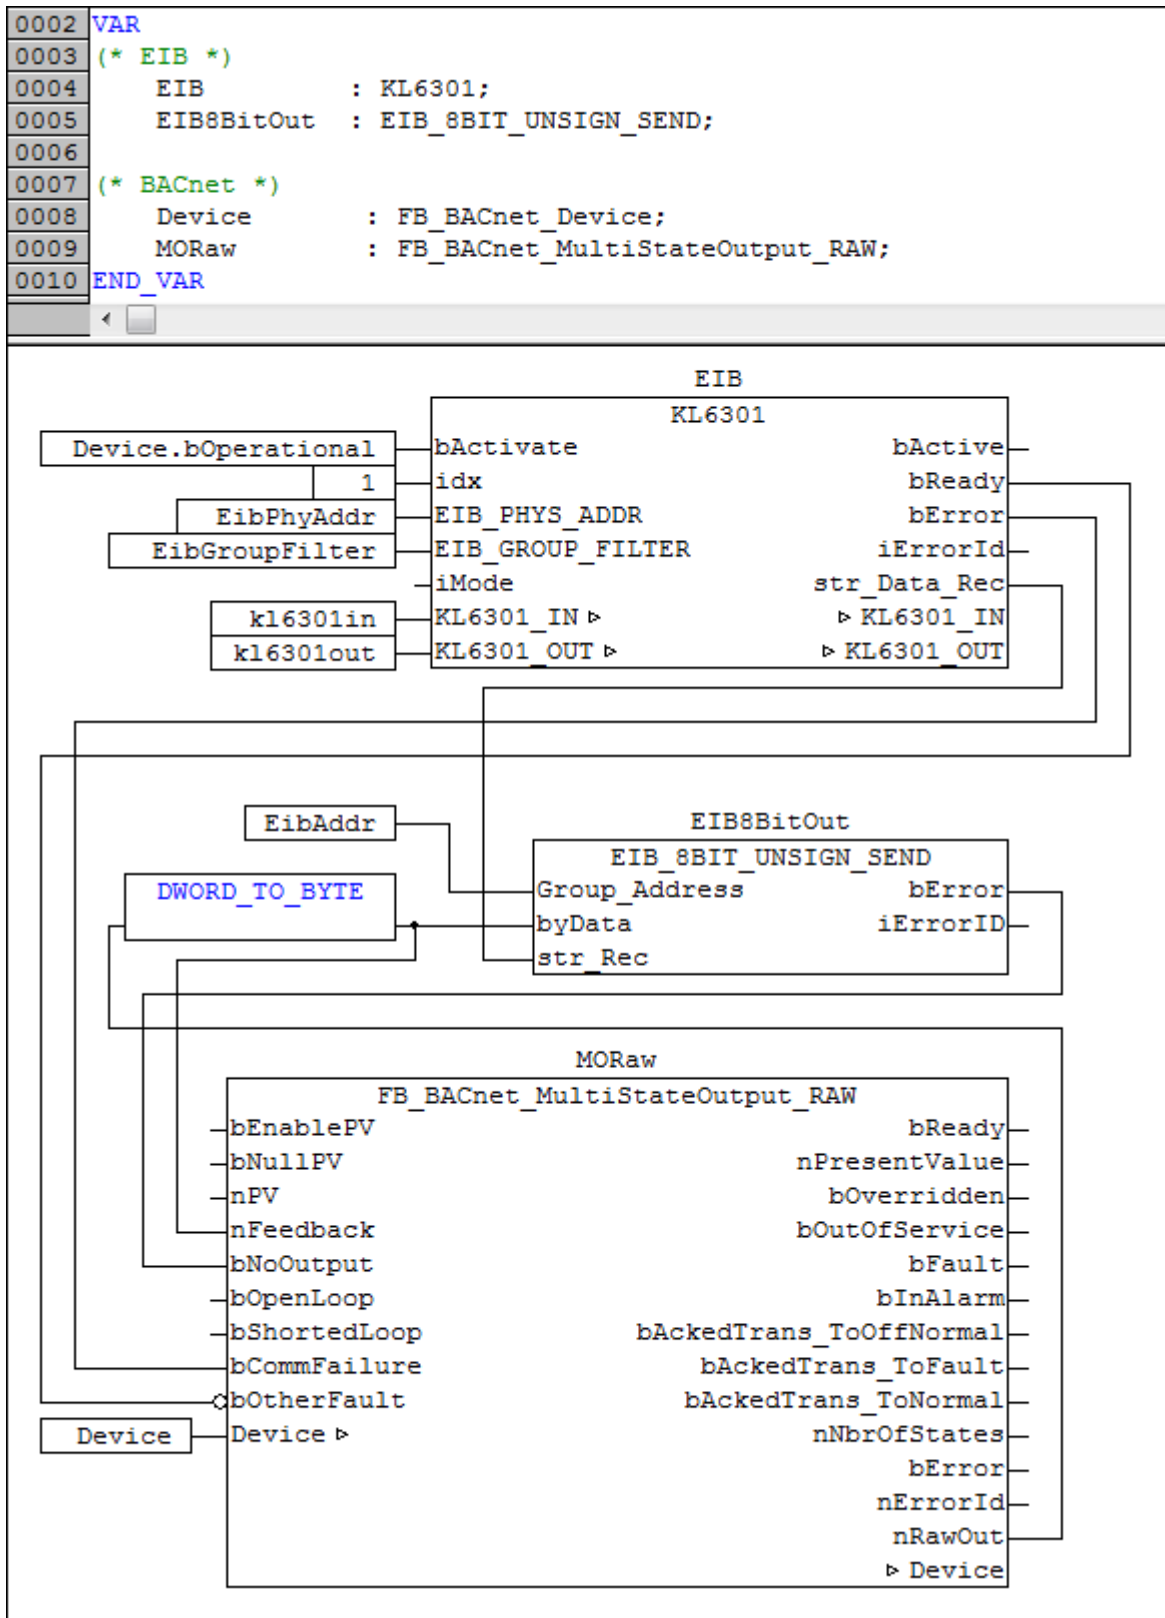 0002 VAR
0003 (* EIB *)
0004 EIB : KL6301;
0005 EIB8BitOut : EIB_8BIT_UNSIGN_SEND;
0006
0007 (* BACnet *)
0008 Device : FB_BACnet_Device;
0009 MORaw : FB_BACnet_MultiStateOutput_RAW;
0010 END_VAR
EIB
KL6301
Device.bOperational bActivate bActive
1 idx bReady
EibPhyAddr EIB_PHYS_ADDR bError
EibGroupFilter EIB_GROUP_FILTER iErrorId
iMode str_Data_Rec
kl6301in KL6301_IN KL6301_IN
kl6301out KL6301_OUT KL6301_OUT
EibAddr EIB8BitOut
EIB_8BIT_UNSIGN_SEND
DWORD_TO_BYTE Group_Address bError
byData iErrorID
str_Rec
MORaw
FB_BACnet_MultiStateOutput_RAW
bEnablePV bReady
bNullPV nPresentValue
nPV bOverridden
nFeedback bOutOfService
bNoOutput bFault
bOpenLoop bInAlarm
bShortedLoop bAckedTrans_ToOffNormal
bCommFailure bAckedTrans_ToFault
bOtherFault bAckedTrans_ToNormal
Device Device nNbrOfStates
bError
nErrorId
nRawOut
Device